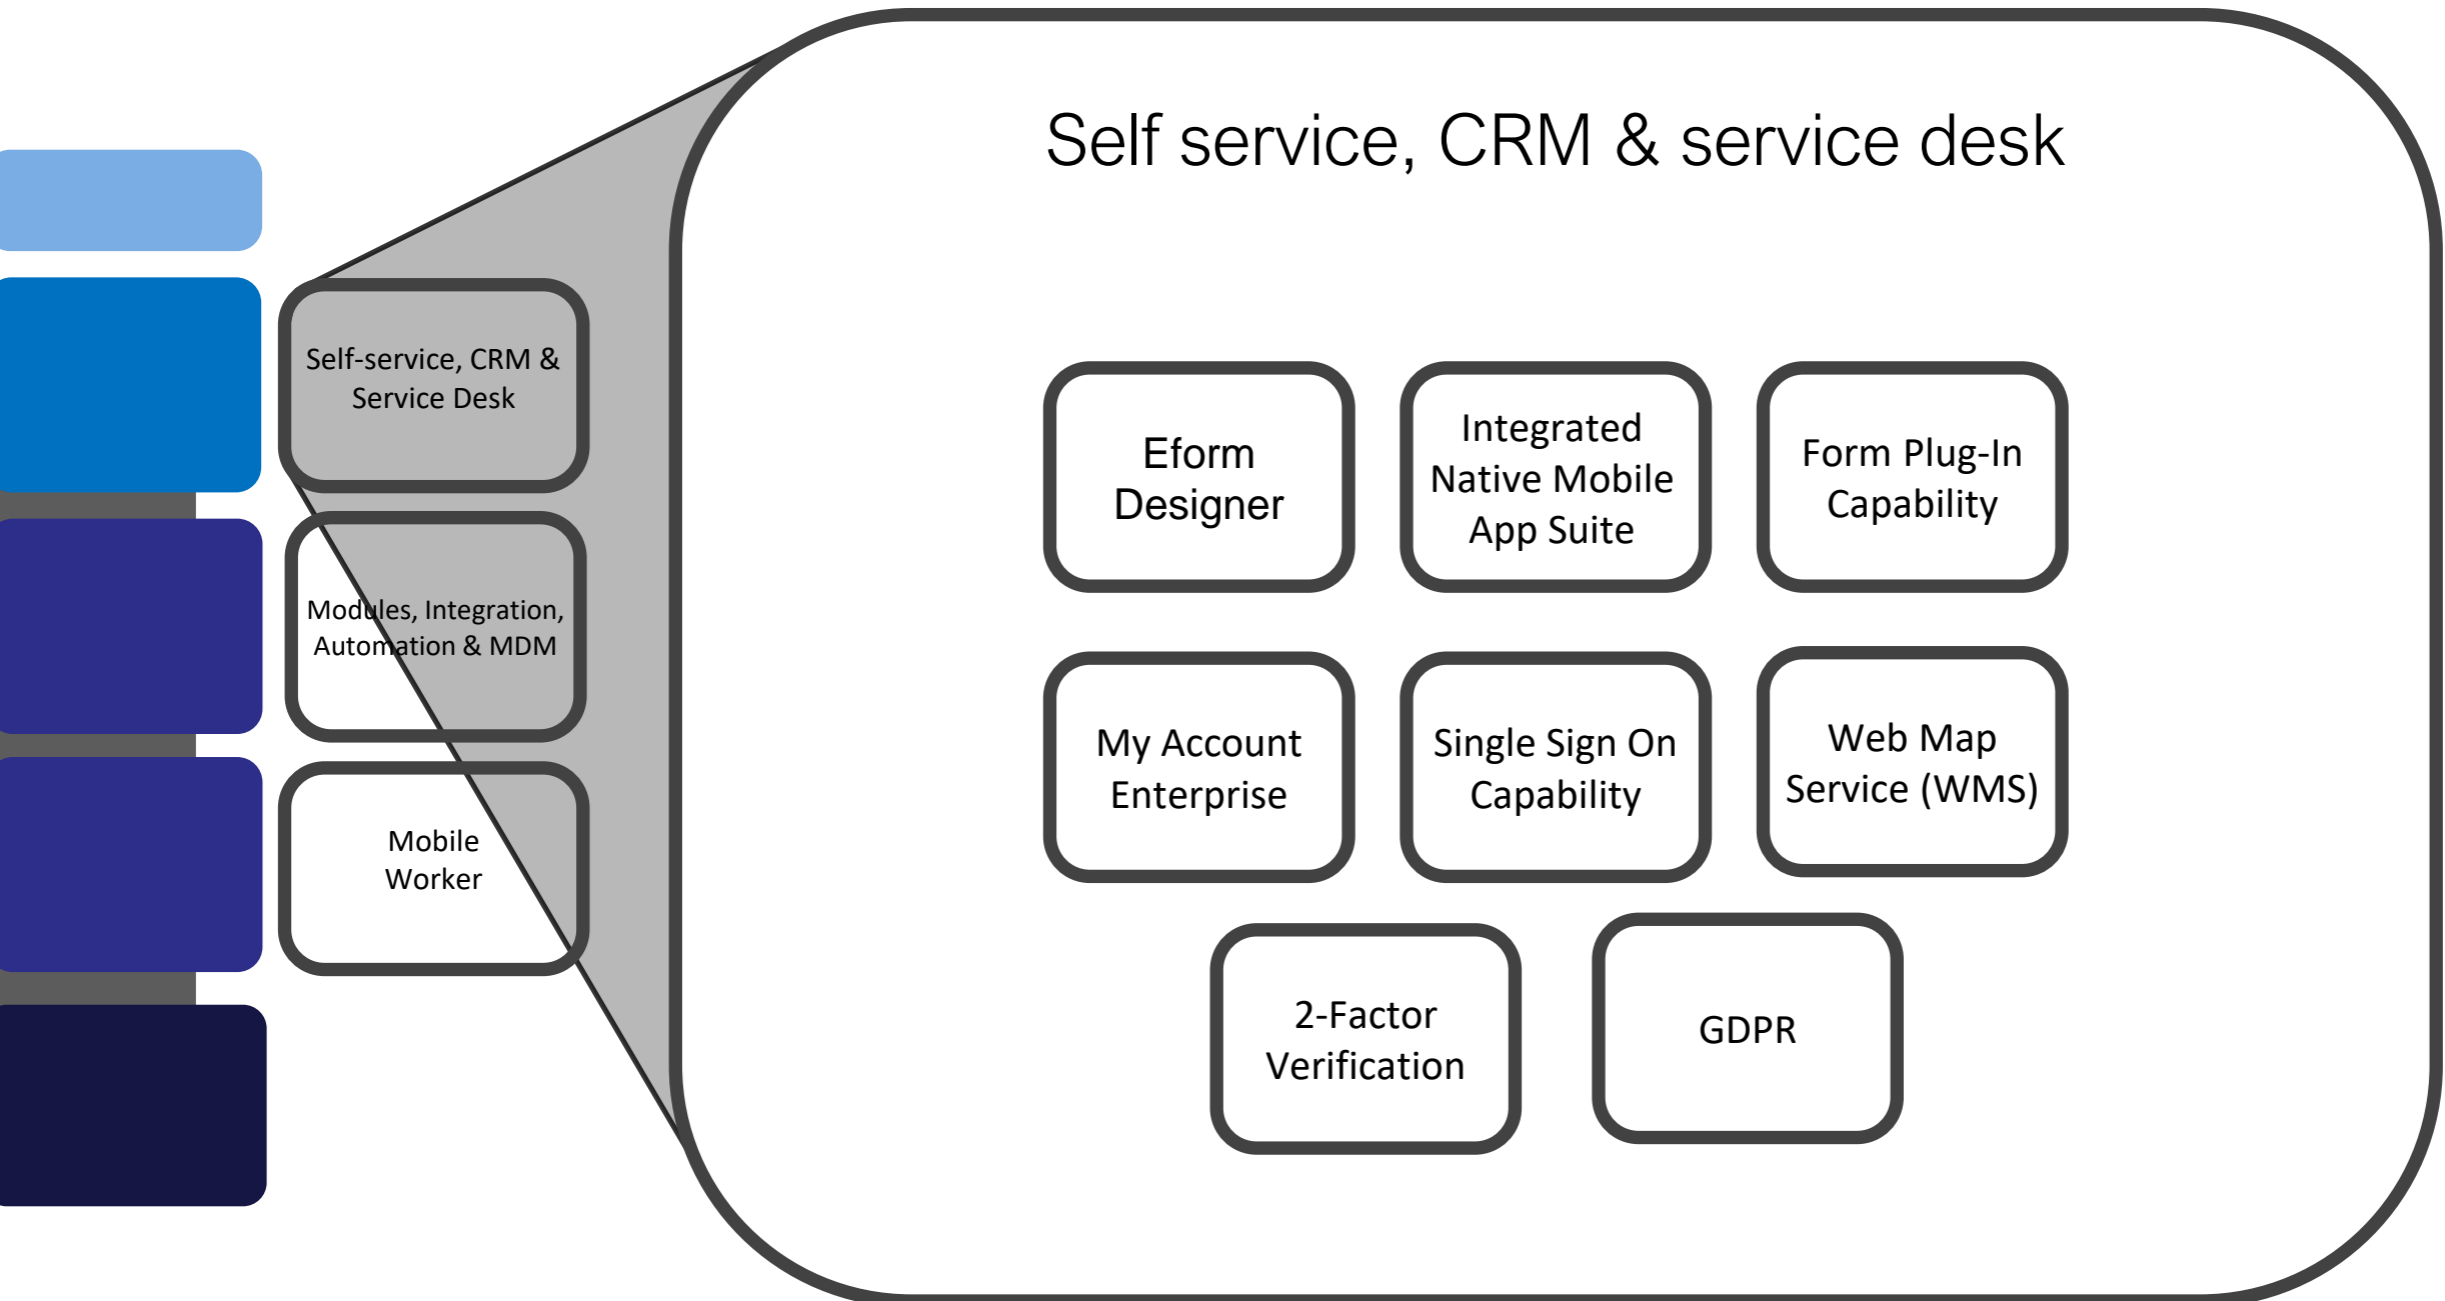 Self service, CRM & service desk
Self-service, CRM &
Service Desk
Modules, Integration,
Automation & MDM
Mobile
Worker
Eform
Designer
Integrated
Native Mobile
App Suite
Form Plug-In
Capability
My Account
Enterprise
Single Sign On
Capability
Web Map
Service (WMS)
2-Factor
Verification
GDPR